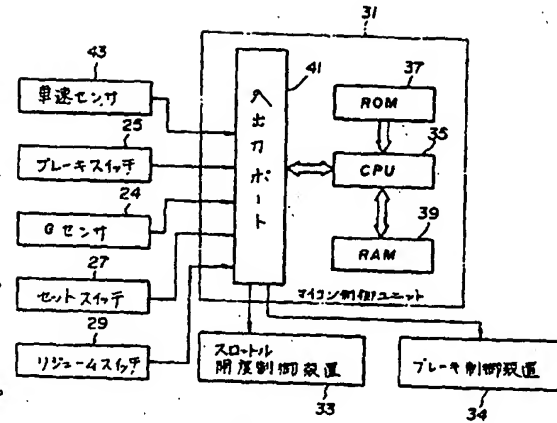 31
43
車速センサ
25
ブレーキスイッチ
24
Gセンサ
27
セットスイッチ
29
リジュームスイッチ
入出力ポート
41
37
ROM
35
CPU
39
RAM
マイコン制御ユニット
スロットル
開度制御装置
33
ブレーキ制御装置
34